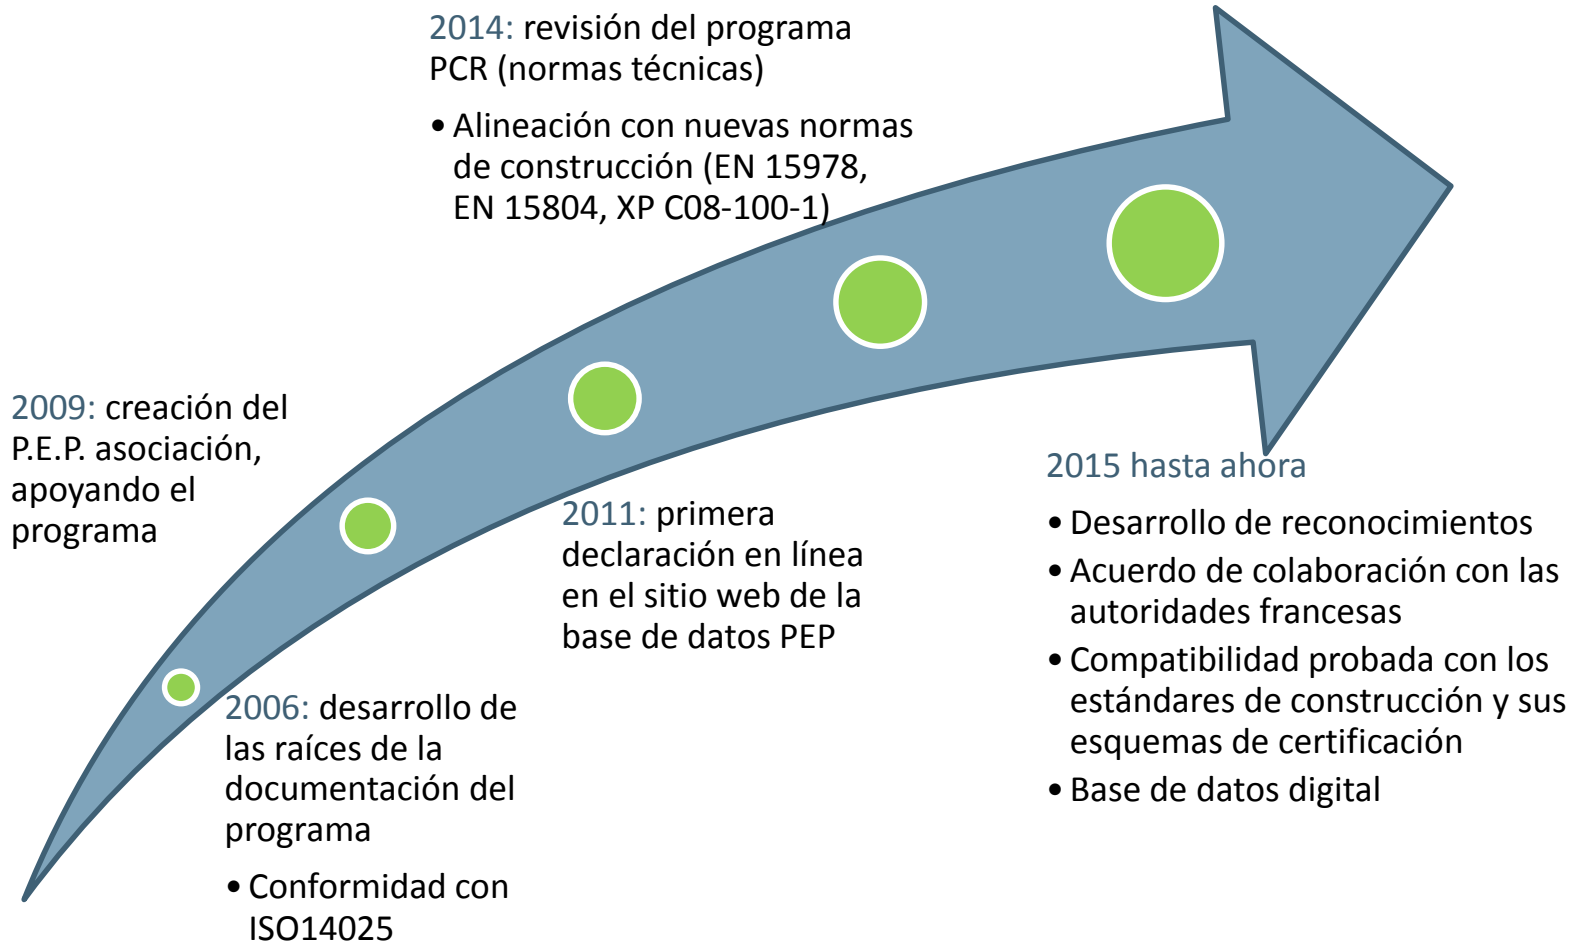 2014: revisión del programa
PCR (normas técnicas)
• Alineación con nuevas normas
de construcción (EN 15978,
EN 15804, XP C08-100-1)
2009: creación del
P.E.P. asociación,
apoyando el
programa
2011: primera
declaración en línea
en el sitio web de la
base de datos PEP
2006: desarrollo de
las raíces de la
documentación del
programa
• Conformidad con
ISO14025
2015 hasta ahora
• Desarrollo de reconocimientos
• Acuerdo de colaboración con las
autoridades francesas
• Compatibilidad probada con los
estándares de construcción y sus
esquemas de certificación
• Base de datos digital